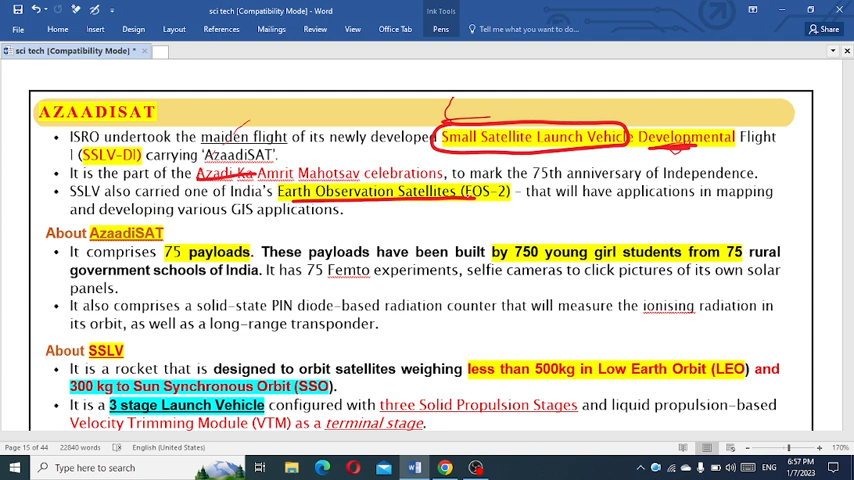 sci tech [Compatibility Mode] - Word
Ink Tools
File Home Insert Design Layout References Mailings Review View Office Tab Pens Tell me what you want to do... Share
sci tech [Compatibility Mode] *
AZAADISAT
• ISRO undertook the maiden flight of its newly developed Small Satellite Launch Vehicle Developmental Flight
| (SSLV-D|) carrying 'AzaadiSAT'.
• It is the part of the Azadi Ka Amrit Mahotsav celebrations, to mark the 75th anniversary of Independence.
• SSLV also carried one of India's Earth Observation Satellites (EOS-2) - that will have applications in mapping
and developing various GIS applications.
About AzaadiSAT
• It comprises 75 payloads. These payloads have been built by 750 young girl students from 75 rural
government schools of India. It has 75 Femto experiments, selfie cameras to click pictures of its own solar
panels.
• It also comprises a solid-state PIN diode-based radiation counter that will measure the ionising radiation in
its orbit, as well as a long-range transponder.
About SSLV
• It is a rocket that is designed to orbit satellites weighing less than 500kg in Low Earth Orbit (LEO) and
300 kg to Sun Synchronous Orbit (SSO).
• It is a 3 stage Launch Vehicle configured with three Solid Propulsion Stages and liquid propulsion-based
Velocity Trimming Module (VTM) as a terminal stage.
Page 15 of 44 22840 words English (United States) 170%
Type here to search ENG 6:57 PM
1/7/2023